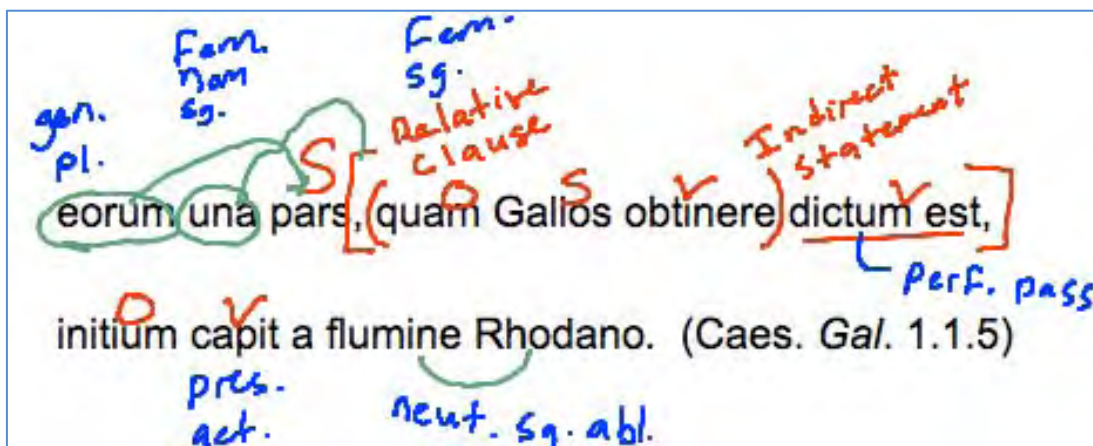 Fem. nom sg.
Fem. sg.
gen. pl.
Relative clause
Indirect statement
S
O S V V
eorum una pars, (quam Gallos obtinere) dictum est,
perf. pass
O V
initium capit a flumine Rhodano. (Caes. Gal. 1.1.5)
pres. act.
neut. sg. abl.